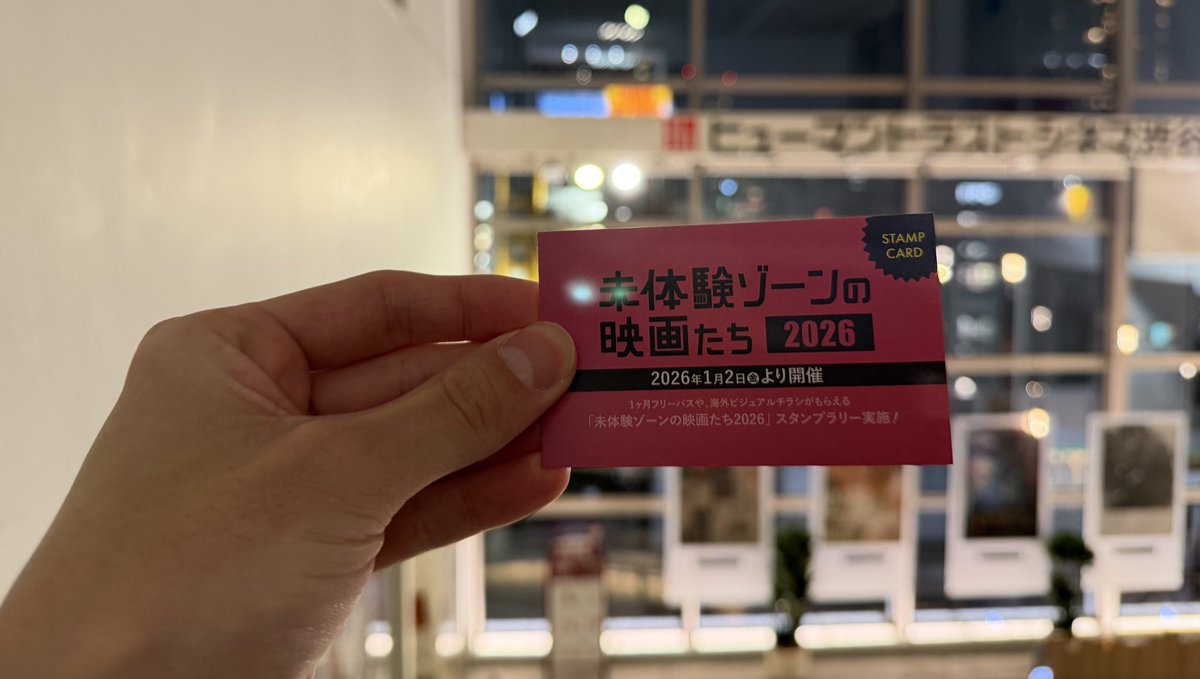 ヒューマントラストシネマ渋谷
STAMP
CARD
未体験ゾーンの
映画たち 2026
2026年1月2日㊎より開催
1ヶ月フリーパスや、海外ビジュアルチラシがもらえる
「未体験ゾーンの映画たち2026」スタンプラリー実施！